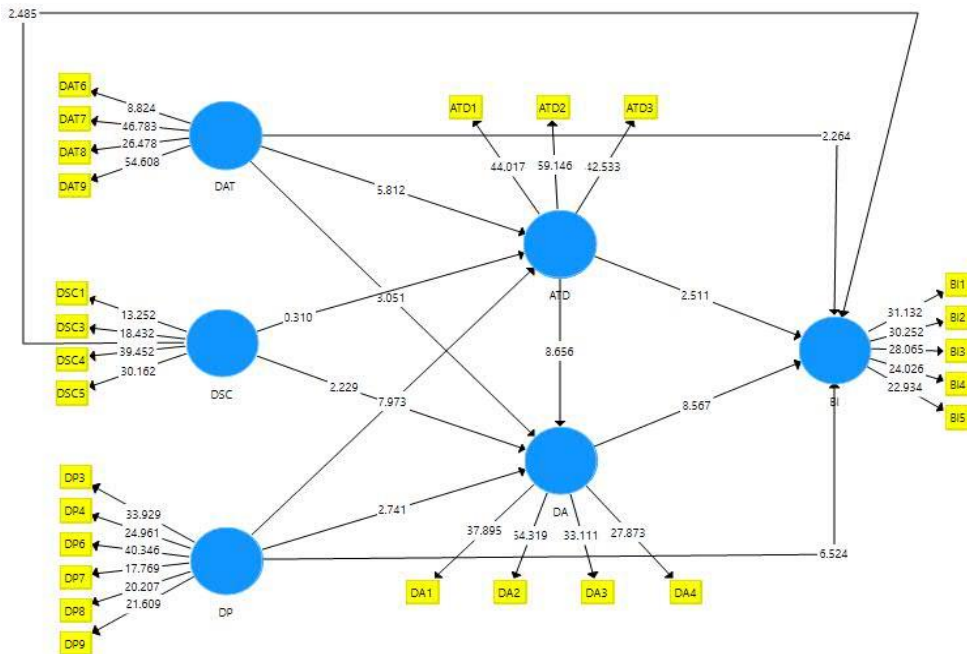 2.485
DAT6
DAT7
DAT8
DAT9
8.824
46.783
26.478
54.608
DAT
ATD1
ATD2
ATD3
44.017
59.146
42.533
2.264
5.812
DSC1
DSC3
DSC4
DSC5
13.252
18.432
39.452
30.162
DSC
0.310
3.051
ATD
2.511
8.656
BI1
BI2
BI3
BI4
BI5
31.132
30.252
28.065
24.026
22.934
BI
2.229
7.973
8.567
DP3
DP4
DP6
DP7
DP8
DP9
33.929
24.961
40.346
17.769
20.207
21.609
DP
2.741
DA
6.524
37.895
54.319
33.111
27.873
DA1
DA2
DA3
DA4